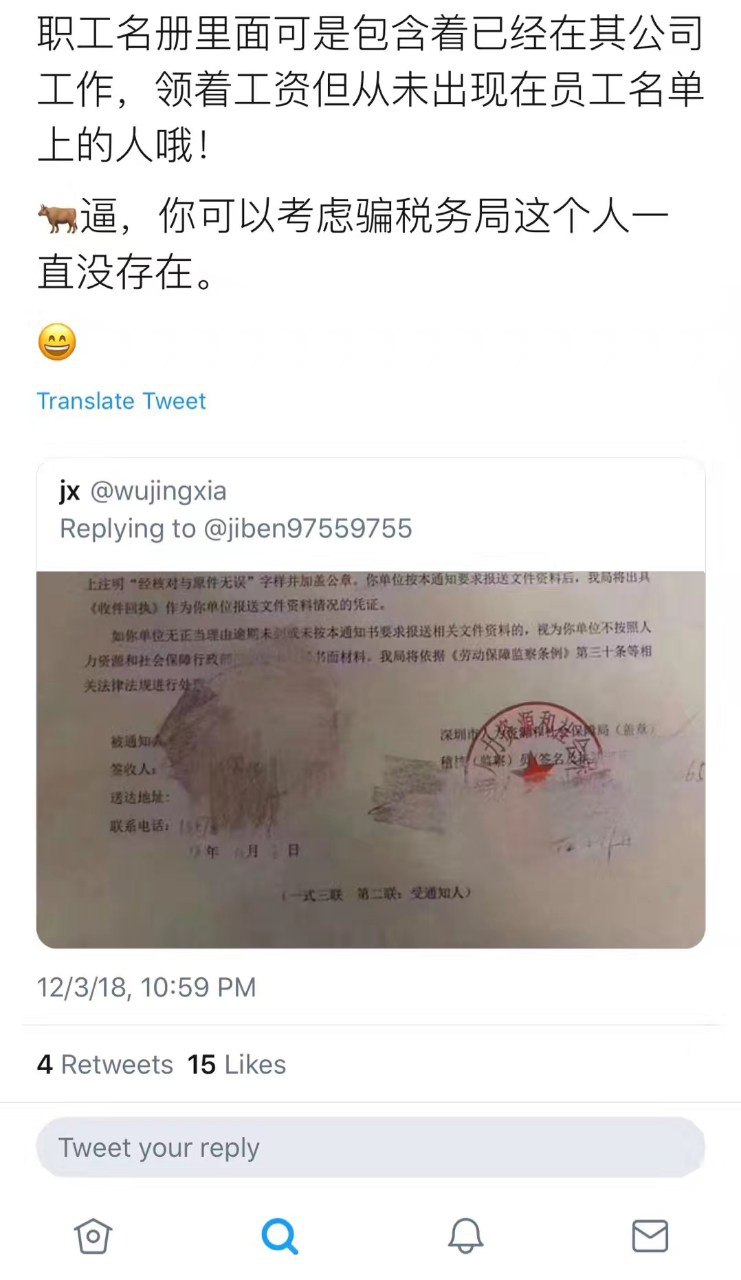 职工名册里面可是包含着已经在其公司
工作，领着工资但从未出现在员工名单
上的人哦！
🐂逼，你可以考虑骗税务局这个人一
直没存在。
😄
Translate Tweet
jx @wujingxia
Replying to @jiben97559755
上注明“经核对与原件无误”字样并加盖公章。你单位按本通知要求报送文件资料后，我局将出具
《收件回执》作为你单位报送文件资料情况的凭证。
如你单位无正当理由逾期未到或未按本通知书要求报送相关文件资料的，视为你单位不按照人
力资源和社会保障行政部 书面材料。我局将依据《劳动保障监察条例》第三十条等相
关法律法规进行处
被通知人
深圳市人力资源和社会保障局（盖章）
签收人：
稽 （监察）员（签名及
送达地址：
联系电话：
年 月 日
（一式三联 第二联：受通知人）
12/3/18, 10:59 PM
4 Retweets 15 Likes
Tweet your reply